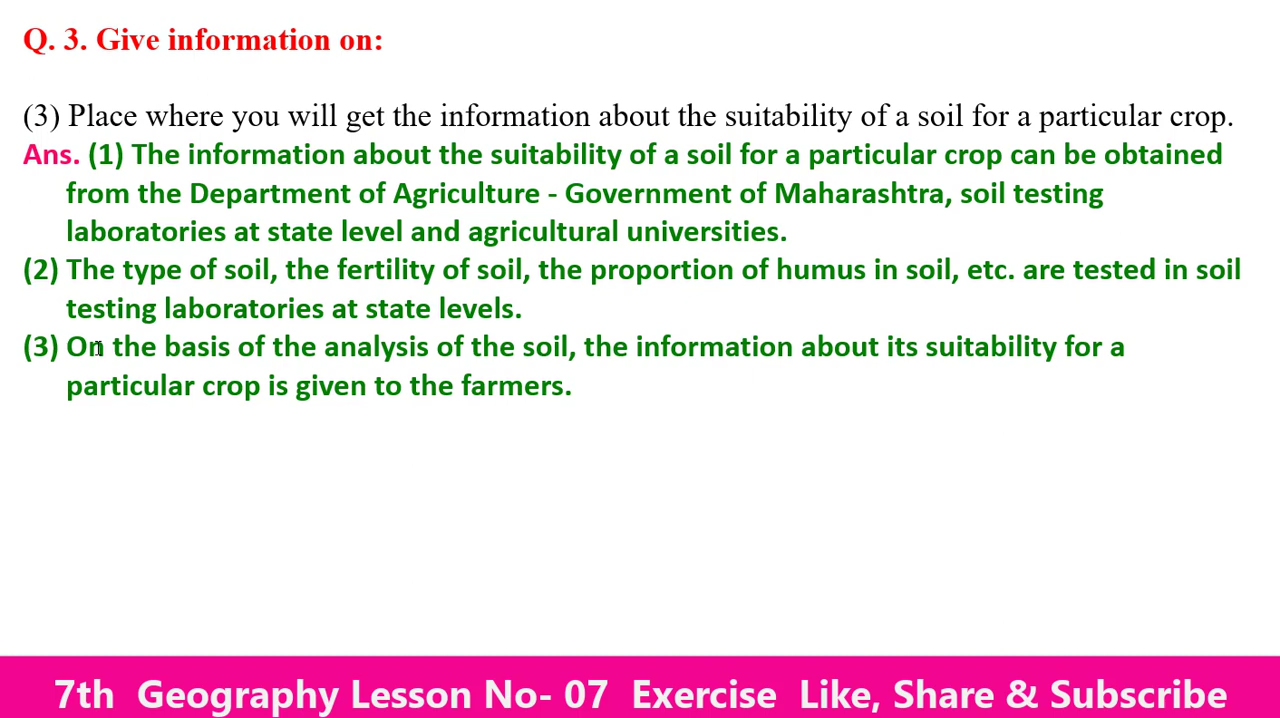 Q. 3. Give information on:
(3) Place where you will get the information about the suitability of a soil for a particular crop.
Ans. (1) The information about the suitability of a soil for a particular crop can be obtained
from the Department of Agriculture - Government of Maharashtra, soil testing
laboratories at state level and agricultural universities.
(2) The type of soil, the fertility of soil, the proportion of humus in soil, etc. are tested in soil
testing laboratories at state levels.
(3) On the basis of the analysis of the soil, the information about its suitability for a
particular crop is given to the farmers.
7th Geography Lesson No- 07 Exercise Like, Share & Subscribe